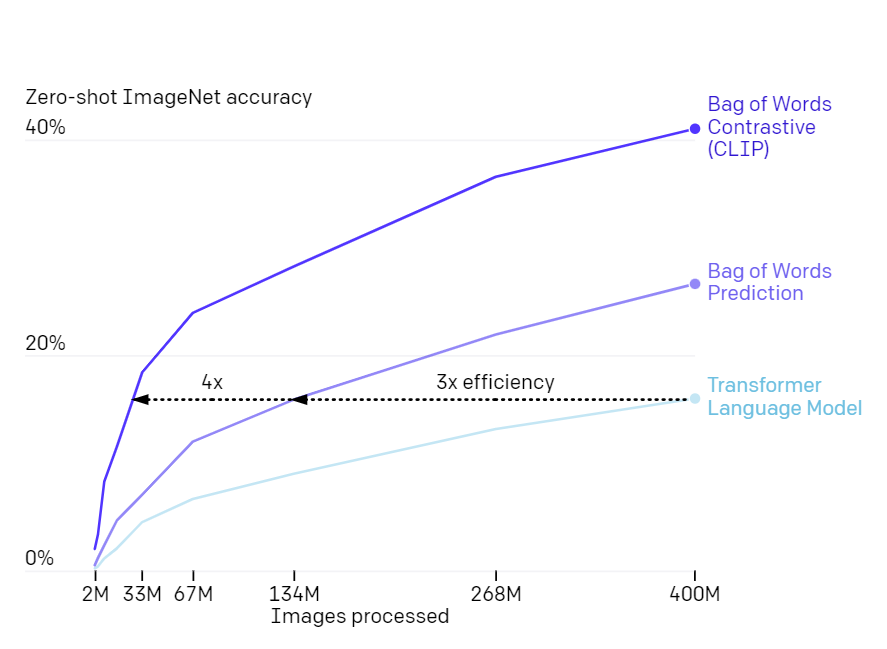 Zero-shot ImageNet accuracy
40%
Bag of Words
Contrastive
(CLIP)
Bag of Words
Prediction
20%
4x
3x efficiency
Transformer
Language Model
0%
2M 33M 67M 134M 268M 400M
Images processed